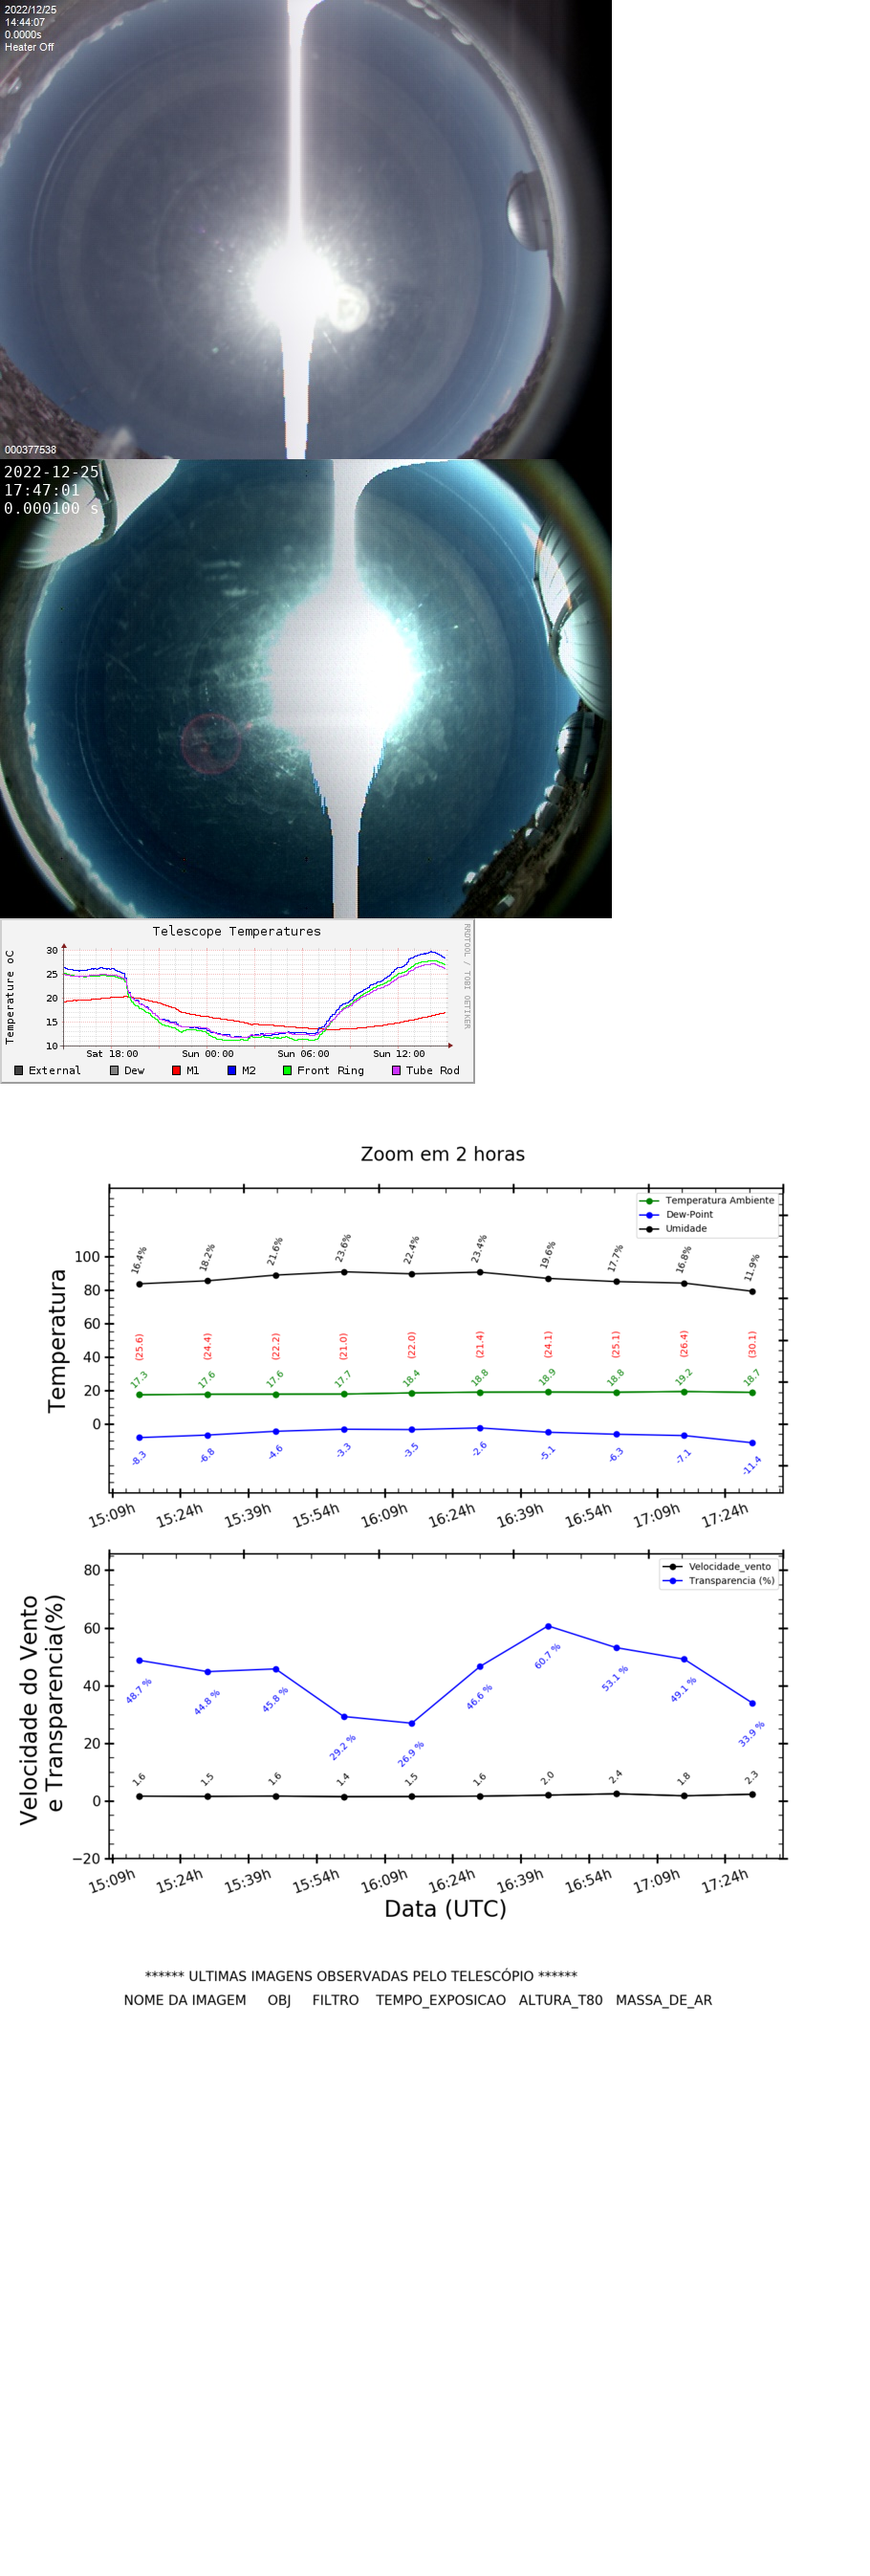 2022/12/25
14:44:07
0.0000s
Heater Off
000377538
2022-12-25
17:47:01
0.000100 s
Telescope Temperatures
RRDTOOL / TOBI OETIKER
Temperature oC
30
25
20
15
10
Sat 18:00 Sun 00:00 Sun 06:00 Sun 12:00
External Dew M1 M2 Front Ring Tube Rod
Zoom em 2 horas
Temperatura Ambiente
Dew-Point
Umidade
Temperatura
100
80
60
40
20
0
16.4% 18.2% 21.6% 23.6% 22.4% 23.4% 19.6% 17.7% 16.8% 11.9%
(25.6) (24.4) (22.2) (21.0) (22.0) (21.4) (24.1) (25.1) (26.4) (30.1)
17.3 17.6 17.6 17.7 18.4 18.8 18.9 18.8 19.2 18.7
-8.3 -6.8 -4.6 -3.3 -3.5 -2.6 -5.1 -6.3 -7.1 -11.4
15:09h 15:24h 15:39h 15:54h 16:09h 16:24h 16:39h 16:54h 17:09h 17:24h
Velocidade_vento
Transparencia (%)
Velocidade do Vento
e Transparencia(%)
80
60
40
20
0
−20
48.7 % 44.8 % 45.8 % 29.2 % 26.9 % 46.6 % 60.7 % 53.1 % 49.1 % 33.9 %
1.6 1.5 1.6 1.4 1.5 1.6 2.0 2.4 1.8 2.3
15:09h 15:24h 15:39h 15:54h 16:09h 16:24h 16:39h 16:54h 17:09h 17:24h
Data (UTC)
****** ULTIMAS IMAGENS OBSERVADAS PELO TELESCÓPIO ******
NOME DA IMAGEM OBJ FILTRO TEMPO_EXPOSICAO ALTURA_T80 MASSA_DE_AR